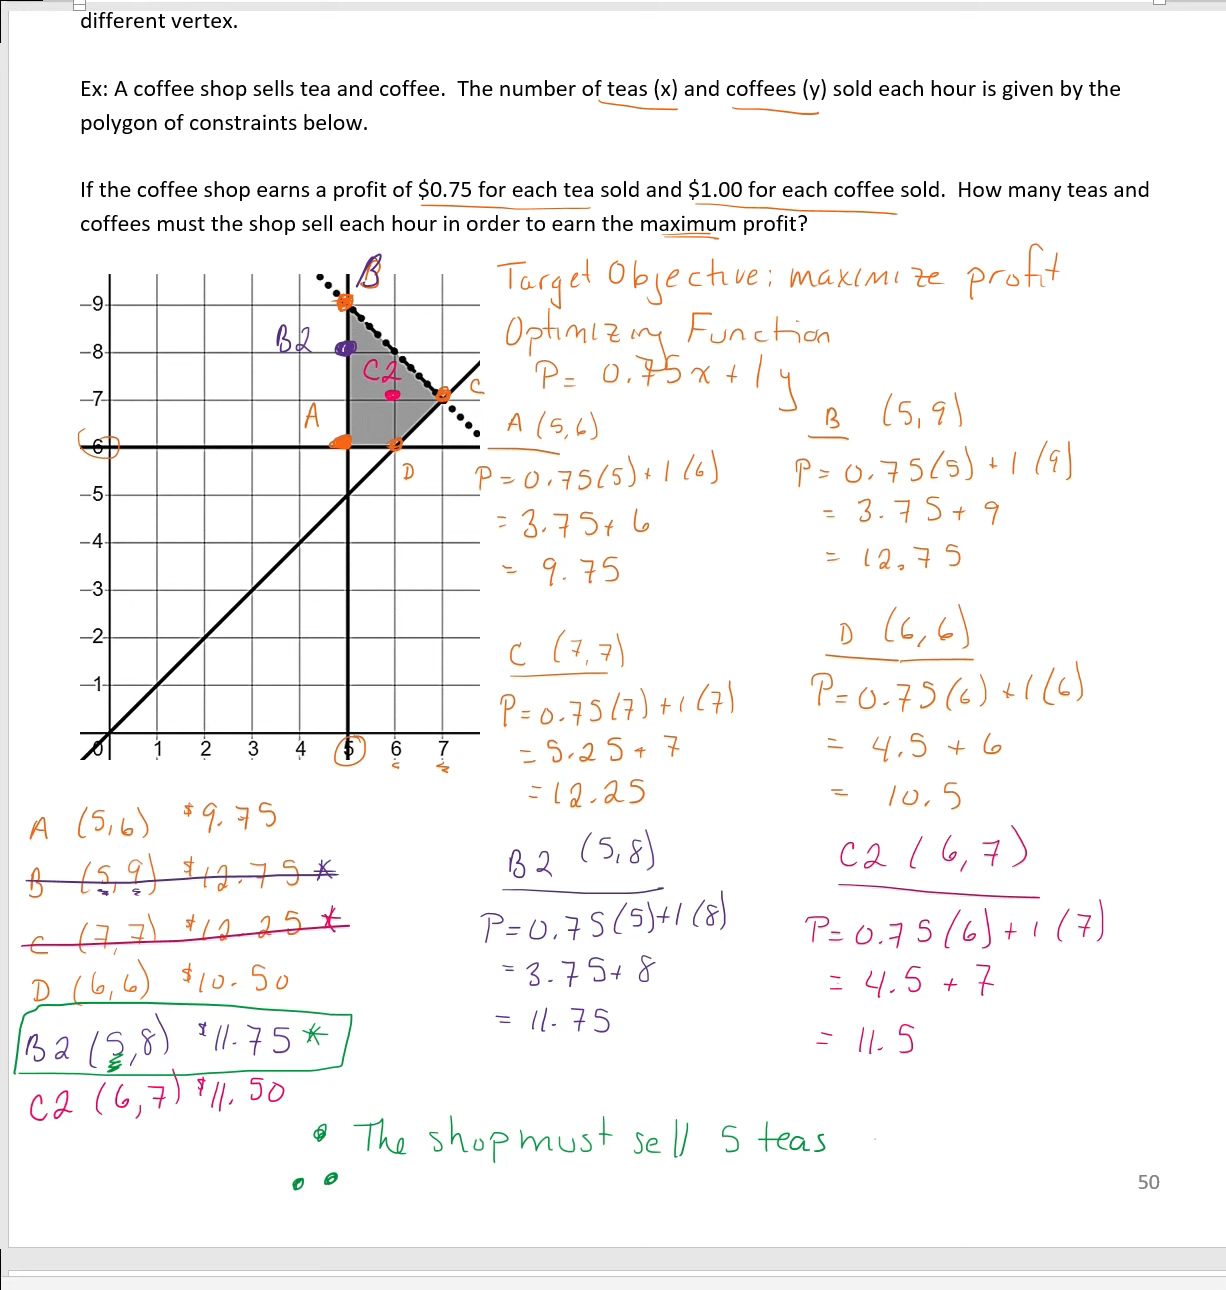 different vertex.
Ex: A coffee shop sells tea and coffee.  The number of teas (x) and coffees (y) sold each hour is given by the
polygon of constraints below.
If the coffee shop earns a profit of $0.75 for each tea sold and $1.00 for each coffee sold.  How many teas and
coffees must the shop sell each hour in order to earn the maximum profit?
Target Objective: maximize profit
Optimizing Function
P = 0.75x + 1y
B
B2
C2
A
C
D
9
8
7
6
5
4
3
2
1
0 1 2 3 4 5 6 7
A (5,6)
P = 0.75(5) + 1(6)
= 3.75 + 6
= 9.75
B (5,9)
P = 0.75(5) + 1(9)
= 3.75 + 9
= 12.75
C (7,7)
P = 0.75(7) + 1(7)
= 5.25 + 7
= 12.25
D (6,6)
P = 0.75(6) + 1(6)
= 4.5 + 6
= 10.5
A (5,6) $9.75
B (5,9) $12.75 *
C (7,7) $12.25 *
D (6,6) $10.50
B2 (5,8) $11.75 *
C2 (6,7) $11.50
B2 (5,8)
P = 0.75(5) + 1(8)
= 3.75 + 8
= 11.75
C2 (6,7)
P = 0.75(6) + 1(7)
= 4.5 + 7
= 11.5
The shop must sell 5 teas
50